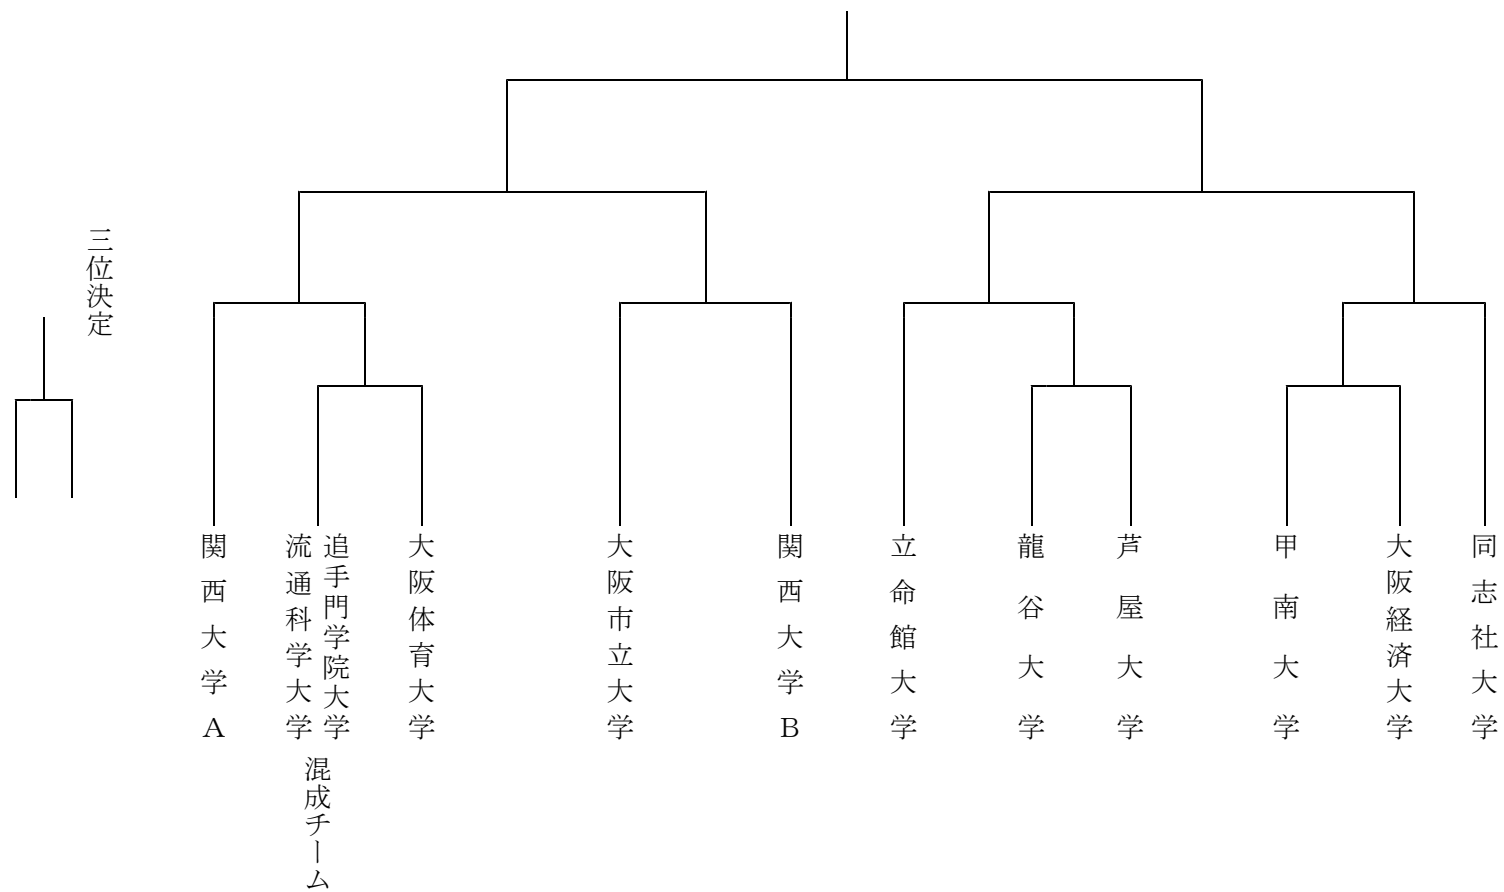 三位決定
関西大学A
流通科学大学
追手門学院大学
混成チーム
大阪体育大学
大阪市立大学
関西大学B
立命館大学
龍谷大学
芦屋大学
甲南大学
大阪経済大学
同志社大学